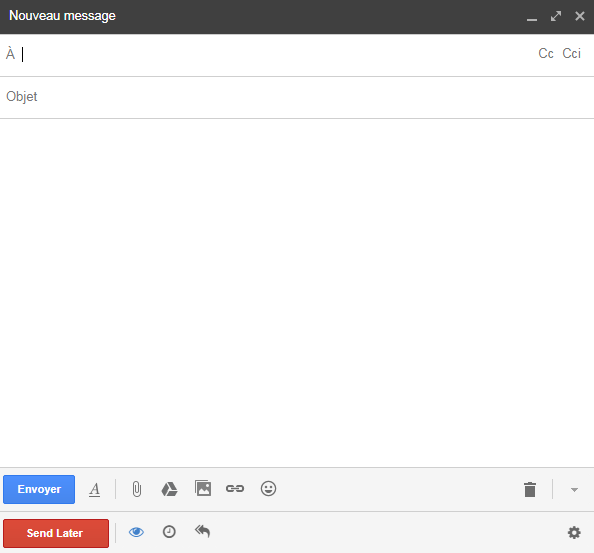 Nouveau message
À Cc Cci
Objet
Envoyer A
Send Later